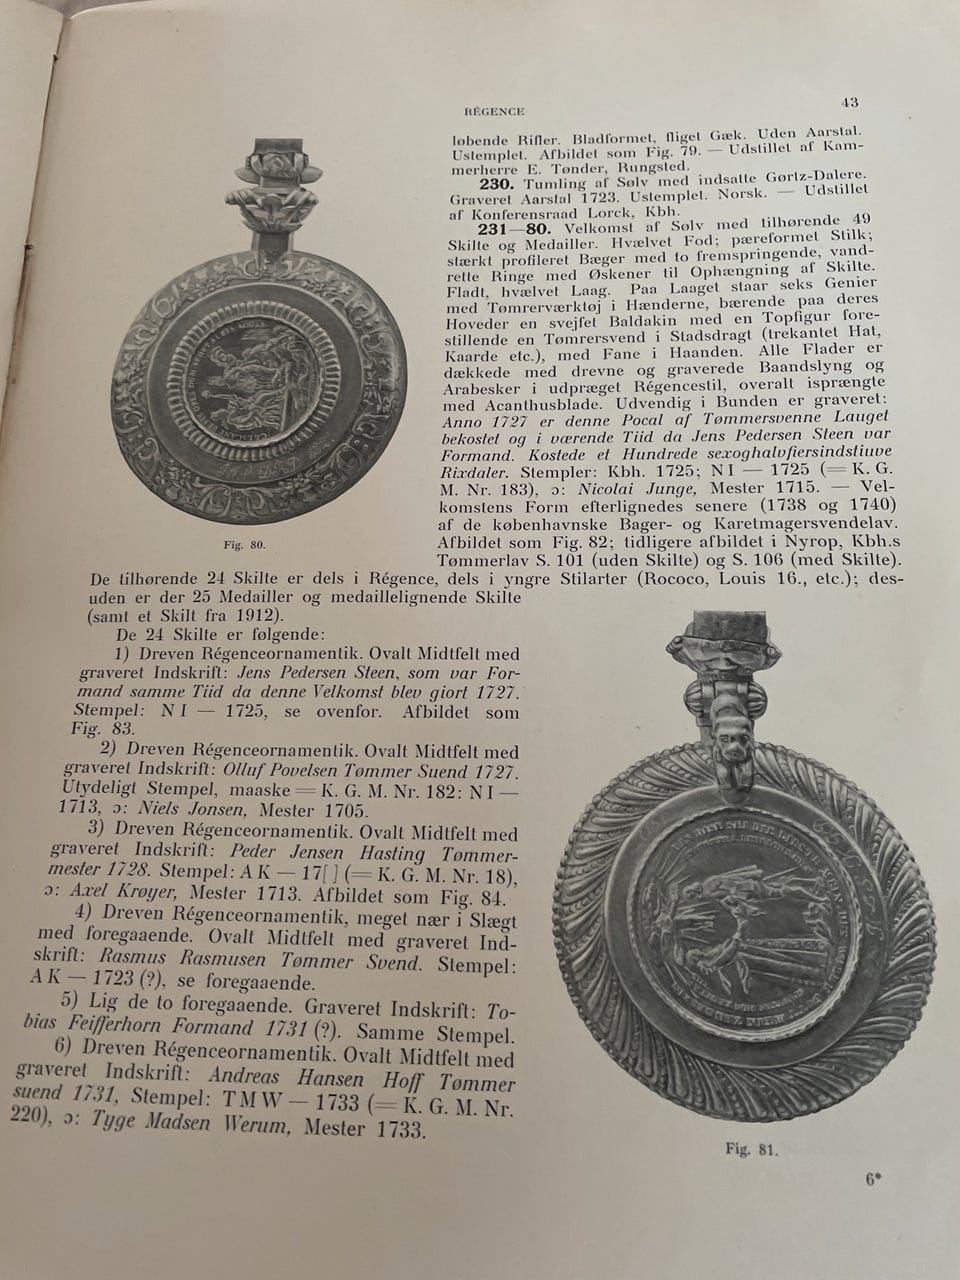 RÉGENCE
43
løbende Rifler. Bladformet, fliget Gæk. Uden Aarstal.
Ustemplet. Afbildet som Fig. 79. — Udstillet af Kam-
merherre E. Tønder, Rungsted.
230. Tumling af Sølv med indsatte Gørtz-Dalere.
Graveret Aarstal 1723. Ustemplet. Norsk. — Udstillet
af Konferensraad Lorck, Kbh.
231—80. Velkomst af Sølv med tilhørende 49
Skilte og Medailler. Hvælvet Fod; pæreformet Stilk;
stærkt profileret Bæger med to fremspringende, vand-
rette Ringe med Øskener til Ophængning af Skilte.
Fladt, hvælvet Laag. Paa Laaget staar seks Genier
med Tømrerværktøj i Hænderne, bærende paa deres
Hoveder en svejfet Baldakin med en Topfigur fore-
stillende en Tømrersvend i Stadsdragt (trekantet Hat,
Kaarde etc.), med Fane i Haanden. Alle Flader er
dækkede med drevne og graverede Baandslyng og
Arabesker i udpræget Régencestil, overalt isprængte
med Acanthusblade. Udvendig i Bunden er graveret:
Anno 1727 er denne Pocal af Tømmersvenne Lauget
bekostet og i værende Tiid da Jens Pedersen Steen var
Formand. Kostede et Hundrede sexoghalvfiersindstiuve
Rixdaler. Stempler: Kbh. 1725; N I — 1725 (= K. G.
M. Nr. 183), ɔ: Nicolai Junge, Mester 1715. — Vel-
komstens Form efterlignedes senere (1738 og 1740)
af de københavnske Bager- og Karetmagersvendelav.
Afbildet som Fig. 82; tidligere afbildet i Nyrop, Kbh.s
Tømmerlav S. 101 (uden Skilte) og S. 106 (med Skilte).
Fig. 80.
De tilhørende 24 Skilte er dels i Régence, dels i yngre Stilarter (Rococo, Louis 16., etc.); des-
uden er der 25 Medailler og medaillelignende Skilte
(samt et Skilt fra 1912).
De 24 Skilte er følgende:
1) Dreven Régenceornamentik. Ovalt Midtfelt med
graveret Indskrift: Jens Pedersen Steen, som var For-
mand samme Tiid da denne Velkomst blev giort 1727.
Stempel: N I — 1725, se ovenfor. Afbildet som
Fig. 83.
2) Dreven Régenceornamentik. Ovalt Midtfelt med
graveret Indskrift: Olluf Povelsen Tømmer Suend 1727.
Utydeligt Stempel, maaske = K. G. M. Nr. 182: N I —
1713, ɔ: Niels Jonsen, Mester 1705.
3) Dreven Régenceornamentik. Ovalt Midtfelt med
graveret Indskrift: Peder Jensen Hasting Tømmer-
mester 1728. Stempel: A K — 17[ ] (= K. G. M. Nr. 18),
ɔ: Axel Krøyer, Mester 1713. Afbildet som Fig. 84.
4) Dreven Régenceornamentik, meget nær i Slægt
med foregaaende. Ovalt Midtfelt med graveret Ind-
skrift: Rasmus Rasmusen Tømmer Svend. Stempel:
A K — 1723 (?), se foregaaende.
5) Lig de to foregaaende. Graveret Indskrift: To-
bias Feifferhorn Formand 1731 (?). Samme Stempel.
6) Dreven Régenceornamentik. Ovalt Midtfelt med
graveret Indskrift: Andreas Hansen Hoff Tømmer
suend 1731, Stempel: T M W — 1733 (= K. G. M. Nr.
220), ɔ: Tyge Madsen Werum, Mester 1733.
Fig. 81.
6*